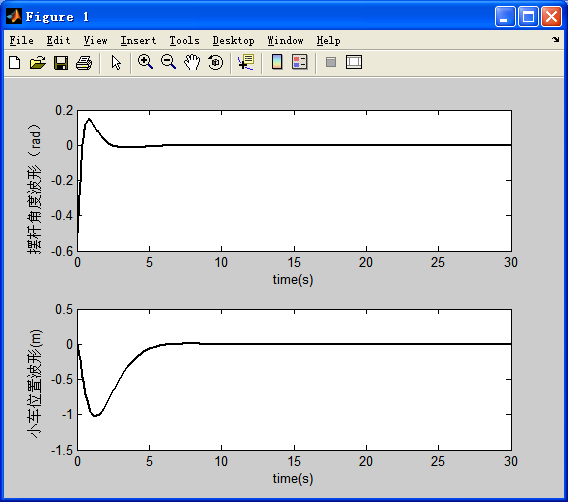 Figure 1
File Edit View Insert Tools Desktop Window Help
摆杆角度波形（rad）
0.2
0
-0.2
-0.4
-0.6
0 5 10 15 20 25 30
time(s)
小车位置波形(m)
0.5
0
-0.5
-1
-1.5
0 5 10 15 20 25 30
time(s)